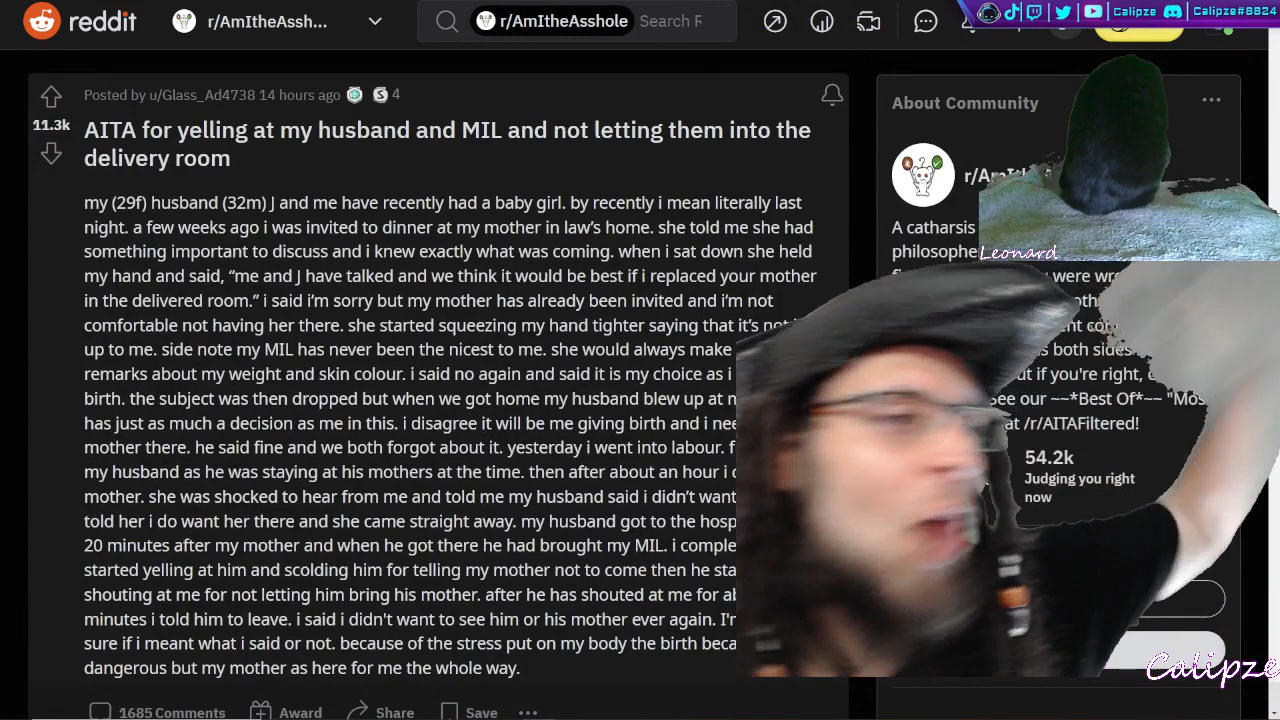 reddit
r/AmItheAssh...
r/AmItheAsshole
Search F
Calipze
Calipze#8824
Posted by u/Glass_Ad4738 14 hours ago
4
11.3k
AITA for yelling at my husband and MIL and not letting them into the
delivery room
my (29f) husband (32m) J and me have recently had a baby girl. by recently i mean literally last
night. a few weeks ago i was invited to dinner at my mother in law's home. she told me she had
something important to discuss and i knew exactly what was coming. when i sat down she held
my hand and said, "me and J have talked and we think it would be best if i replaced your mother
in the delivered room." i said i'm sorry but my mother has already been invited and i'm not
comfortable not having her there. she started squeezing my hand tighter saying that it's not
up to me. side note my MIL has never been the nicest to me. she would always make
remarks about my weight and skin colour. i said no again and said it is my choice as i
birth. the subject was then dropped but when we got home my husband blew up at m
has just as much a decision as me in this. i disagree it will be me giving birth and i nee
mother there. he said fine and we both forgot about it. yesterday i went into labour. f
my husband as he was staying at his mothers at the time. then after about an hour i c
mother. she was shocked to hear from me and told me my husband said i didn't want
told her i do want her there and she came straight away. my husband got to the hosp
20 minutes after my mother and when he got there he had brought my MIL. i comple
started yelling at him and scolding him for telling my mother not to come then he sta
shouting at me for not letting him bring his mother. after he has shouted at me for ab
minutes i told him to leave. i said i didn't want to see him or his mother ever again. I'm
sure if i meant what i said or not. because of the stress put on my body the birth beca
dangerous but my mother as here for me the whole way.
1685 Comments
Award
Share
Save
About Community
r/AmIth
A catharsis
philosophe
Leonard
were wro
both sides
ut if you're right,
See our ~~*Best Of*~~ "Mos
at /r/AITAFiltered!
54.2k
Judging you right
now
Calipze